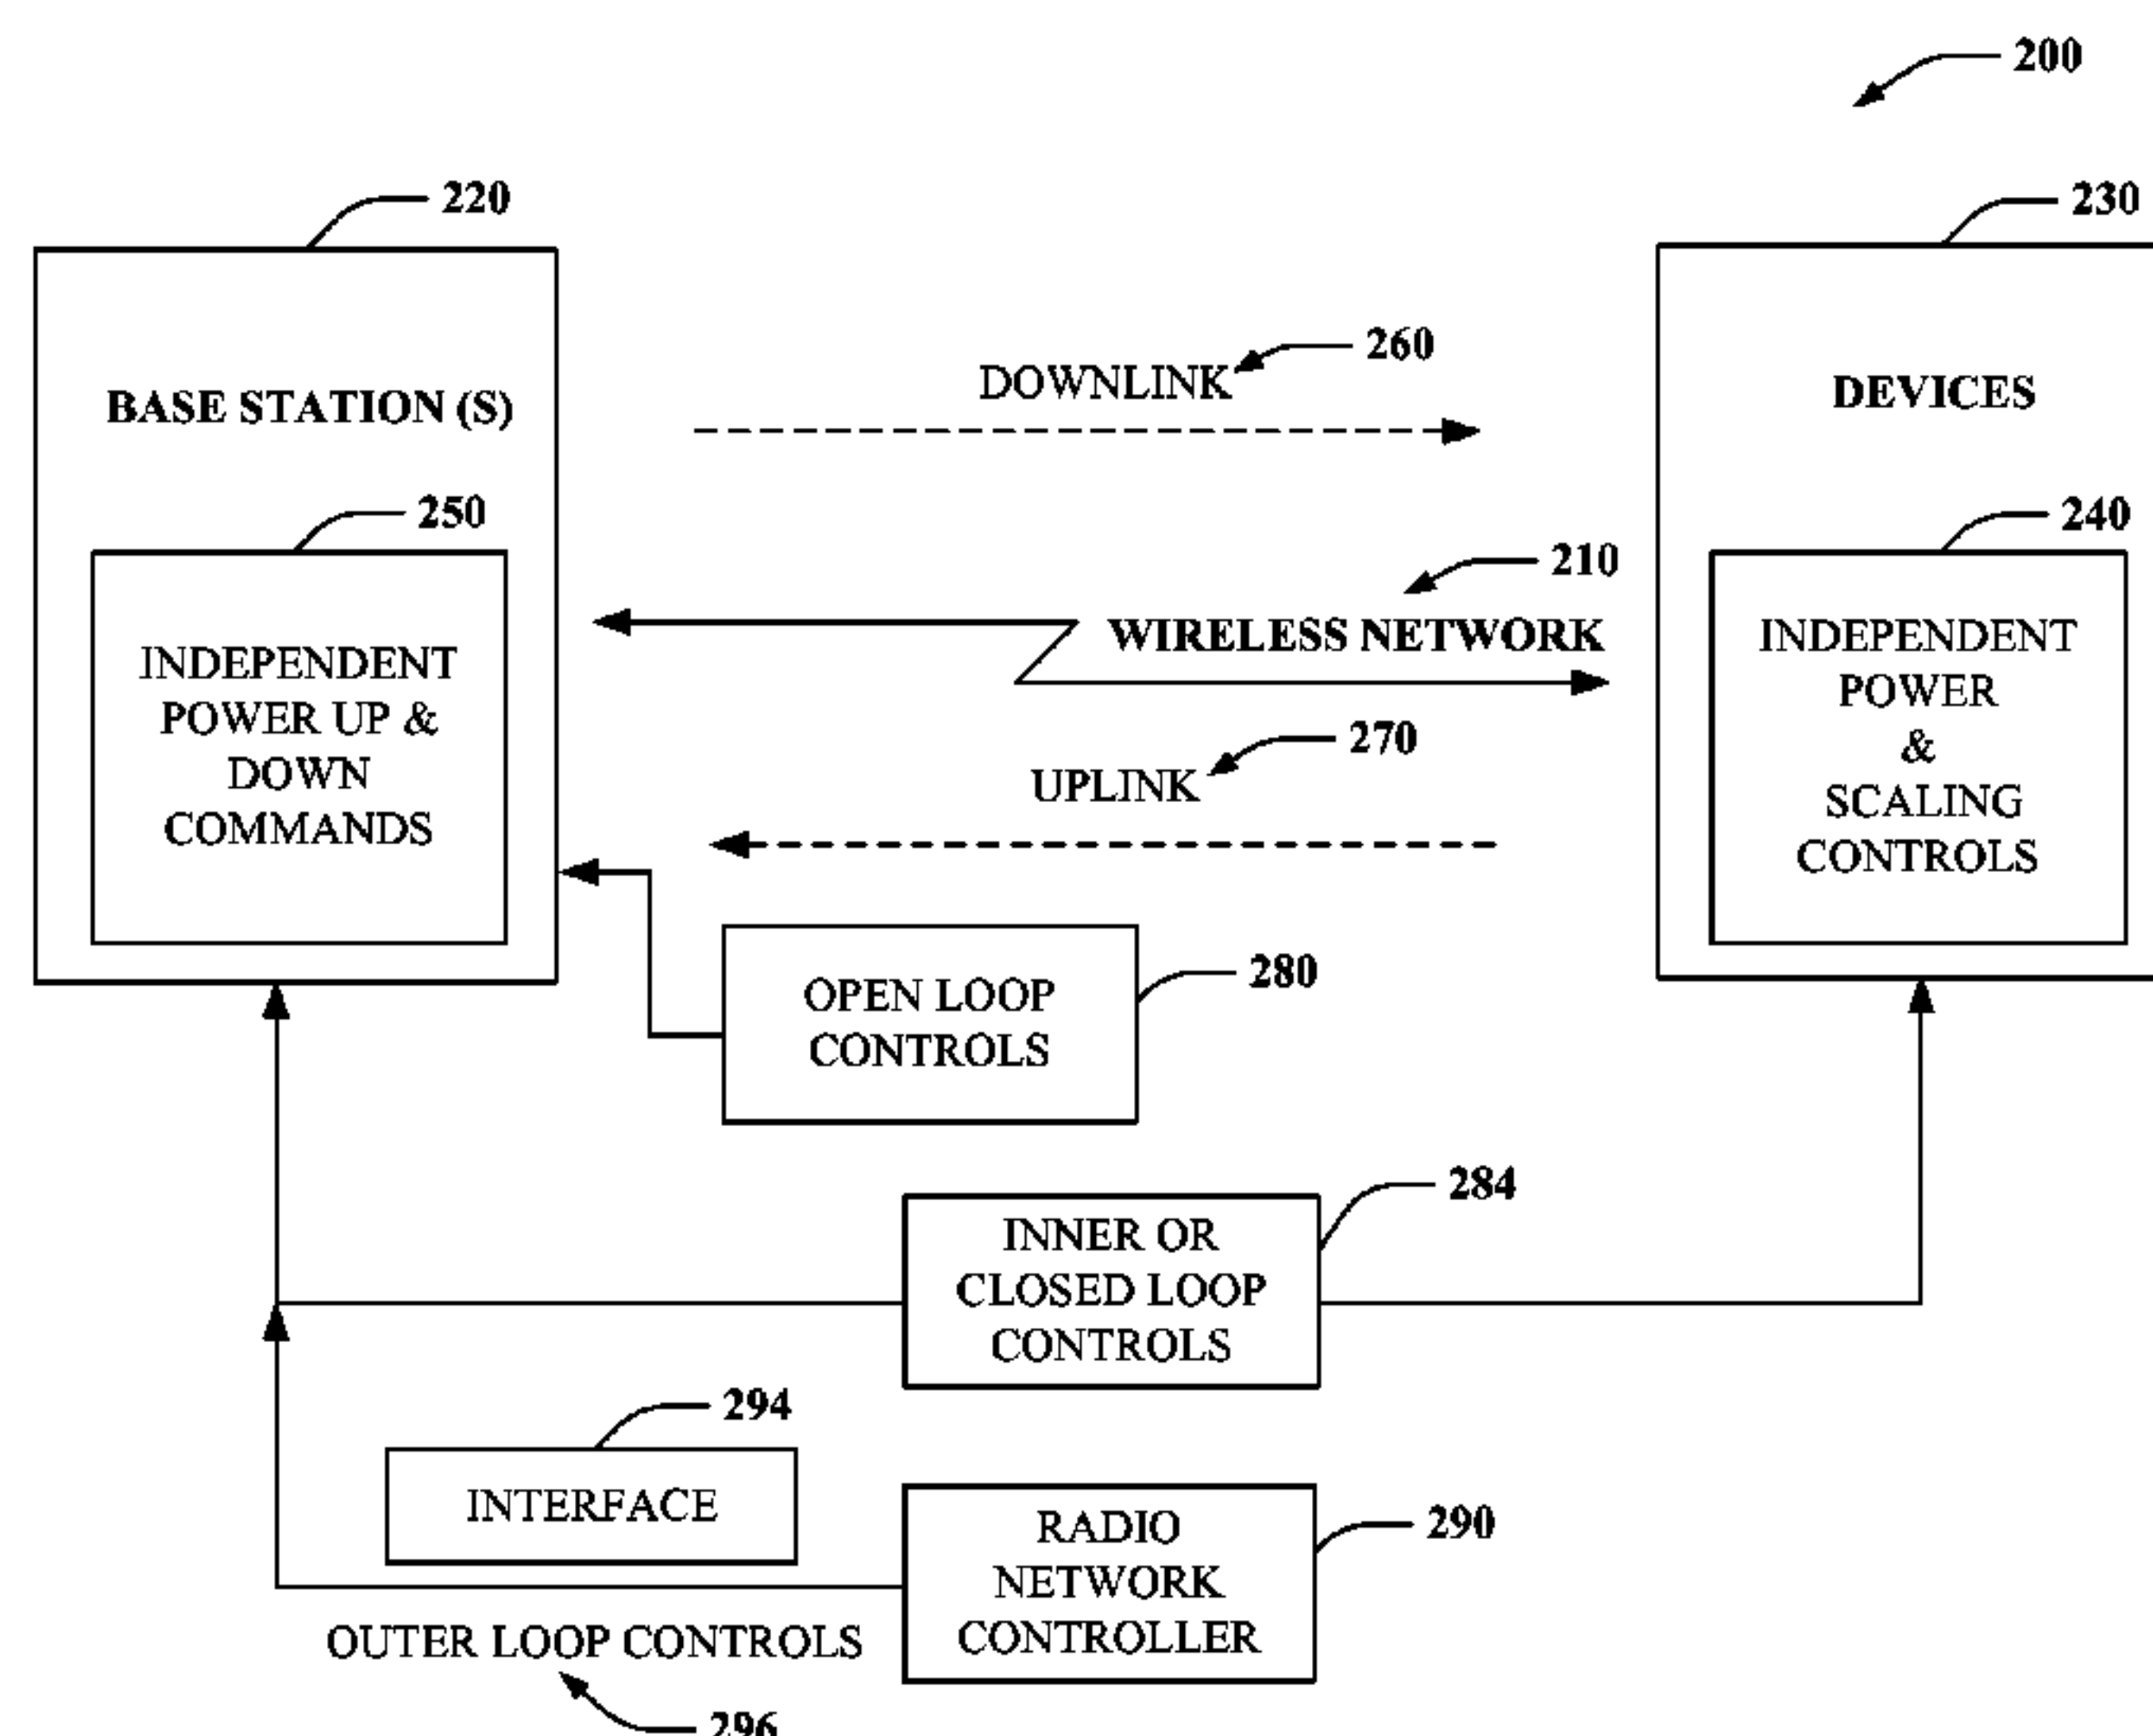 200
220
230
BASE STATION (S)
DOWNLINK
260
DEVICES
250
INDEPENDENT
POWER UP &
DOWN
COMMANDS
210
WIRELESS NETWORK
240
INDEPENDENT
POWER
&
SCALING
CONTROLS
270
UPLINK
OPEN LOOP
CONTROLS
280
INNER OR
CLOSED LOOP
CONTROLS
284
294
INTERFACE
RADIO
NETWORK
CONTROLLER
290
OUTER LOOP CONTROLS
296